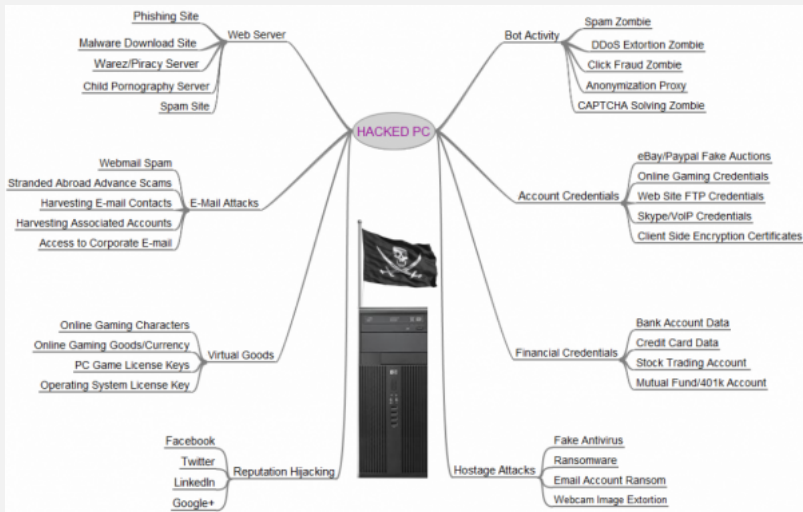 HACKED PC
Web Server
Phishing Site
Malware Download Site
Warez/Piracy Server
Child Pornography Server
Spam Site
E-Mail Attacks
Webmail Spam
Stranded Abroad Advance Scams
Harvesting E-mail Contacts
Harvesting Associated Accounts
Access to Corporate E-mail
Virtual Goods
Online Gaming Characters
Online Gaming Goods/Currency
PC Game License Keys
Operating System License Key
Reputation Hijacking
Facebook
Twitter
LinkedIn
Google+
Bot Activity
Spam Zombie
DDoS Extortion Zombie
Click Fraud Zombie
Anonymization Proxy
CAPTCHA Solving Zombie
Account Credentials
eBay/Paypal Fake Auctions
Online Gaming Credentials
Web Site FTP Credentials
Skype/VoIP Credentials
Client Side Encryption Certificates
Financial Credentials
Bank Account Data
Credit Card Data
Stock Trading Account
Mutual Fund/401k Account
Hostage Attacks
Fake Antivirus
Ransomware
Email Account Ransom
Webcam Image Extortion